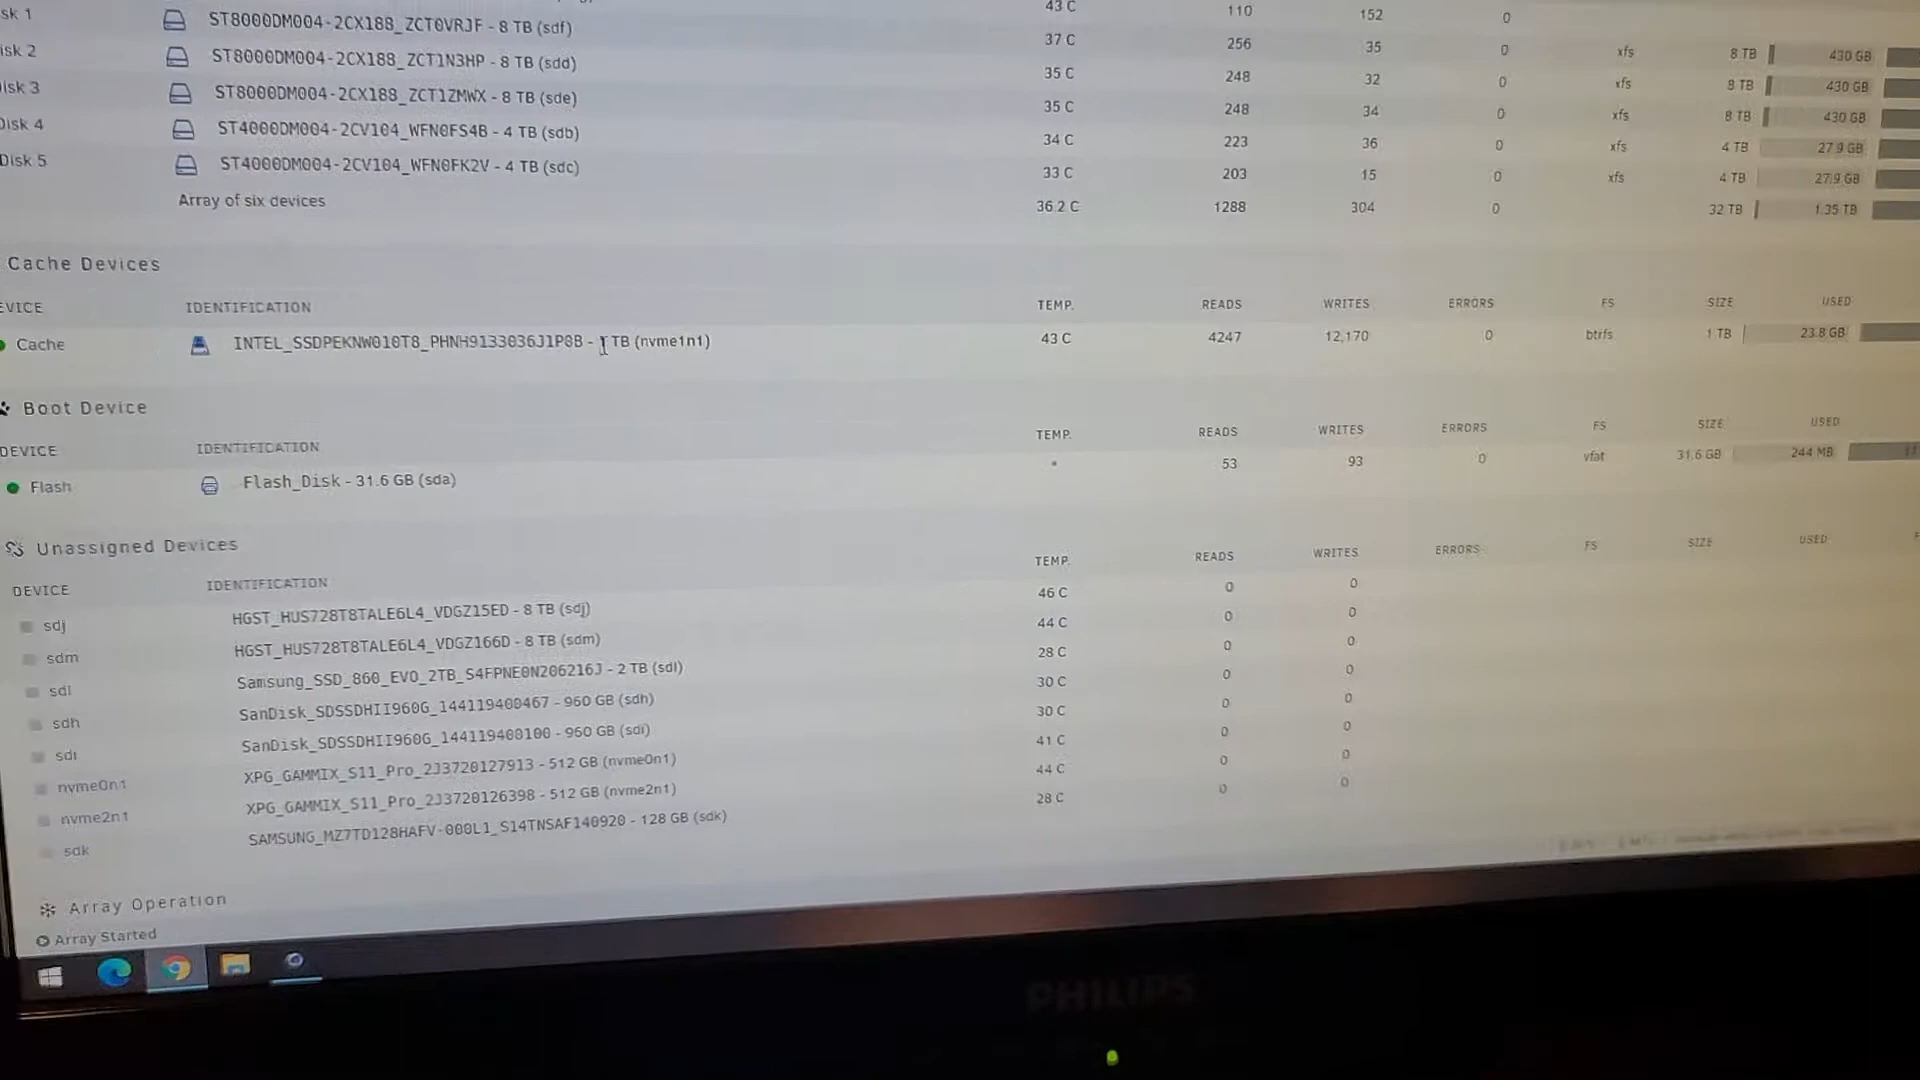 sk 1 ST8000DM004-2CX188_ZCT0VRJF - 8 TB (sdf) 43 C 110 152 0
isk 2 ST8000DM004-2CX188_ZCT1N3HP - 8 TB (sdd) 37 C 256 35 0 xfs 8 TB 430 GB
Disk 3 ST8000DM004-2CX188_ZCT1ZMWX - 8 TB (sde) 35 C 248 32 0 xfs 8 TB 430 GB
Disk 4 ST4000DM004-2CV104_WFN0FS4B - 4 TB (sdb) 35 C 248 34 0 xfs 8 TB 430 GB
Disk 5 ST4000DM004-2CV104_WFN0FK2V - 4 TB (sdc) 34 C 223 36 0 xfs 4 TB 27.9 GB
33 C 203 15 0 xfs 4 TB 27.9 GB
Array of six devices 36.2 C 1288 304 0 32 TB 1.35 TB
Cache Devices
EVICE IDENTIFICATION TEMP. READS WRITES ERRORS FS SIZE USED
Cache INTEL_SSDPEKNW010T8_PHNH9133036J1P0B - 1 TB (nvme1n1) 43 C 4247 12,170 0 btrfs 1 TB 23.8 GB
Boot Device
DEVICE IDENTIFICATION TEMP. READS WRITES ERRORS FS SIZE USED
Flash Flash_Disk - 31.6 GB (sda) * 53 93 0 vfat 31.6 GB 244 MB
Unassigned Devices
DEVICE IDENTIFICATION TEMP. READS WRITES ERRORS FS SIZE USED
sdj HGST_HUS728T8TALE6L4_VDGZ15ED - 8 TB (sdj) 46 C 0 0
sdm HGST_HUS728T8TALE6L4_VDGZ166D - 8 TB (sdm) 44 C 0 0
sdl Samsung_SSD_860_EVO_2TB_S4FPNE0N206216J - 2 TB (sdl) 28 C 0 0
sdh SanDisk_SDSSDHII960G_144119400467 - 960 GB (sdh) 30 C 0 0
sdi SanDisk_SDSSDHII960G_144119400100 - 960 GB (sdi) 30 C 0 0
nvme0n1 XPG_GAMMIX_S11_Pro_2J3720127913 - 512 GB (nvme0n1) 41 C 0 0
nvme2n1 XPG_GAMMIX_S11_Pro_2J3720126398 - 512 GB (nvme2n1) 44 C 0 0
sdk SAMSUNG_MZ7TD128HAFV-000L1_S14TNSAF140920 - 128 GB (sdk) 28 C 0 0
Array Operation
Array Started
PHILIPS